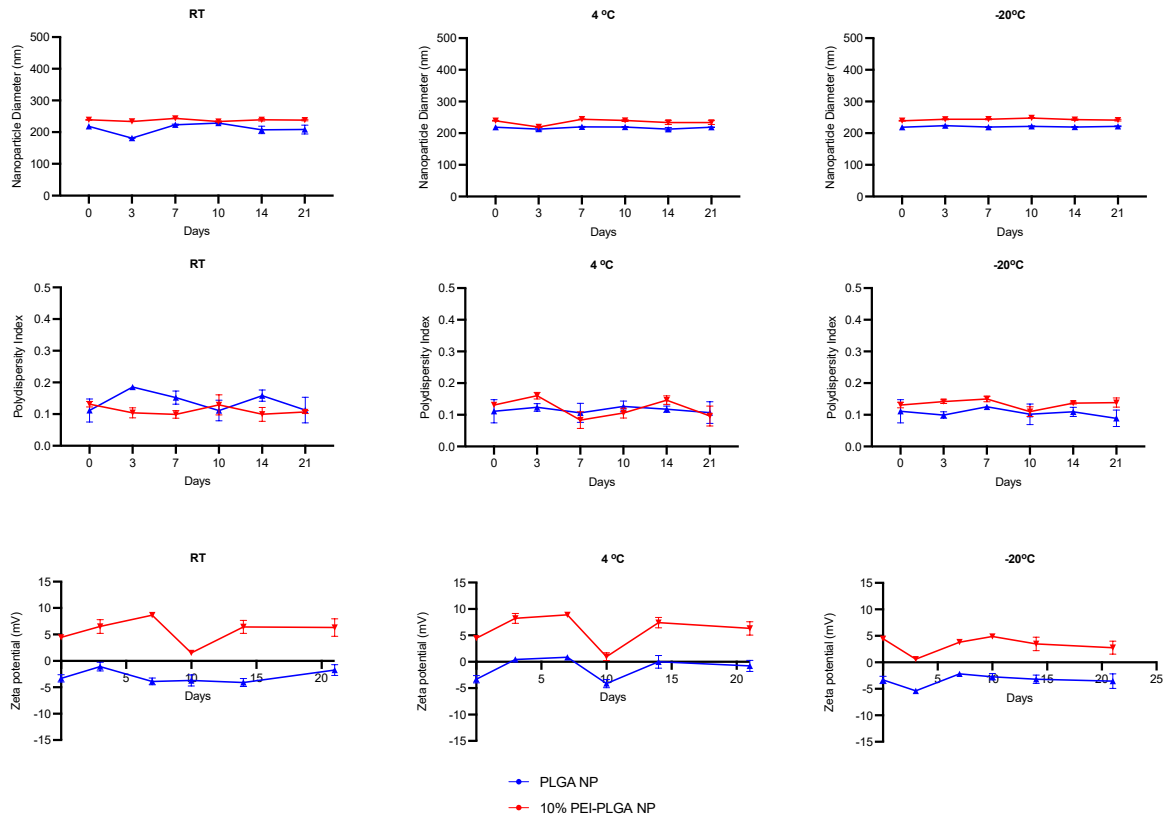 RT
4 ºC
-20ºC
Nanoparticle Diameter (nm)
500
400
300
200
100
0
0 3 7 10 14 21
Days
Nanoparticle Diameter (nm)
500
400
300
200
100
0
0 3 7 10 14 21
Days
Nanoparticle Diameter (nm)
500
400
300
200
100
0
0 3 7 10 14 21
Days
RT
4 ºC
-20ºC
Polydispersity Index
0.5
0.4
0.3
0.2
0.1
0.0
0 3 7 10 14 21
Days
Polydispersity Index
0.5
0.4
0.3
0.2
0.1
0.0
0 3 7 10 14 21
Days
Polydispersity Index
0.5
0.4
0.3
0.2
0.1
0.0
0 3 7 10 14 21
Days
RT
4 ºC
-20ºC
Zeta potential (mV)
15
10
5
0
-5
-10
-15
5 10 15 20
Days
Zeta potential (mV)
15
10
5
0
-5
-10
-15
5 10 15 20
Days
Zeta potential (mV)
15
10
5
0
-5
-10
-15
5 10 15 20 25
Days
PLGA NP
10% PEI-PLGA NP